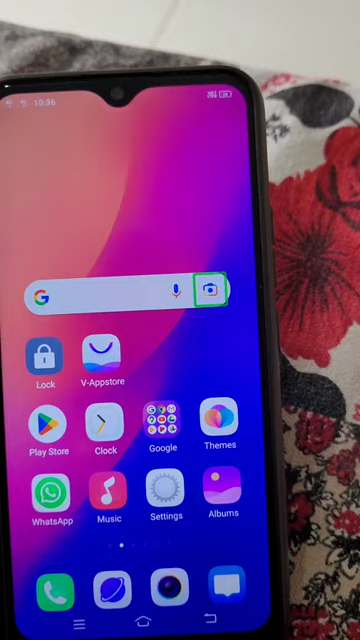 10:36
G
Lock V-Appstore
Play Store Clock Google Themes
WhatsApp Music Settings Albums